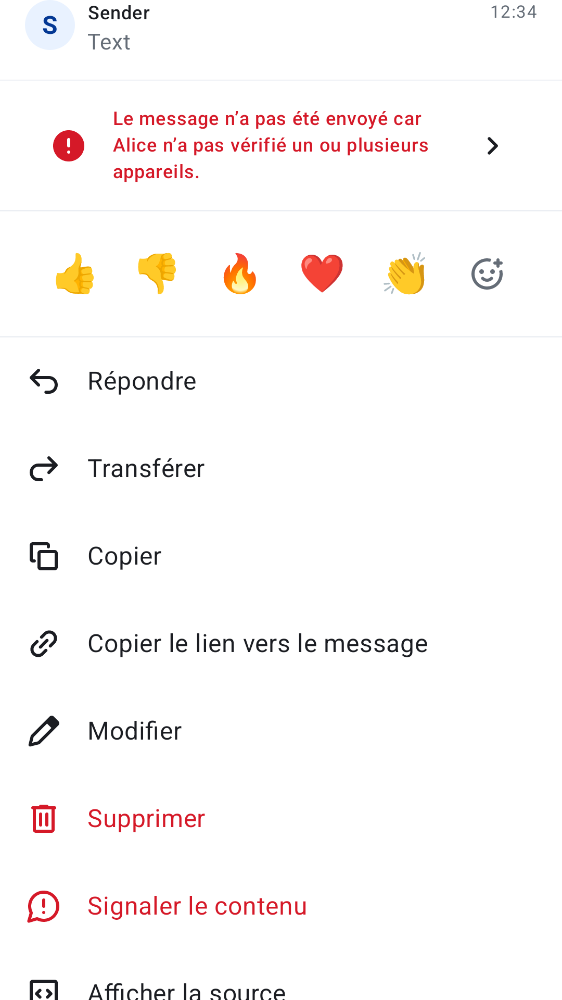 S
Sender
12:34
Text
Le message n’a pas été envoyé car
Alice n’a pas vérifié un ou plusieurs
appareils.
Répondre
Transférer
Copier
Copier le lien vers le message
Modifier
Supprimer
Signaler le contenu
Afficher la source